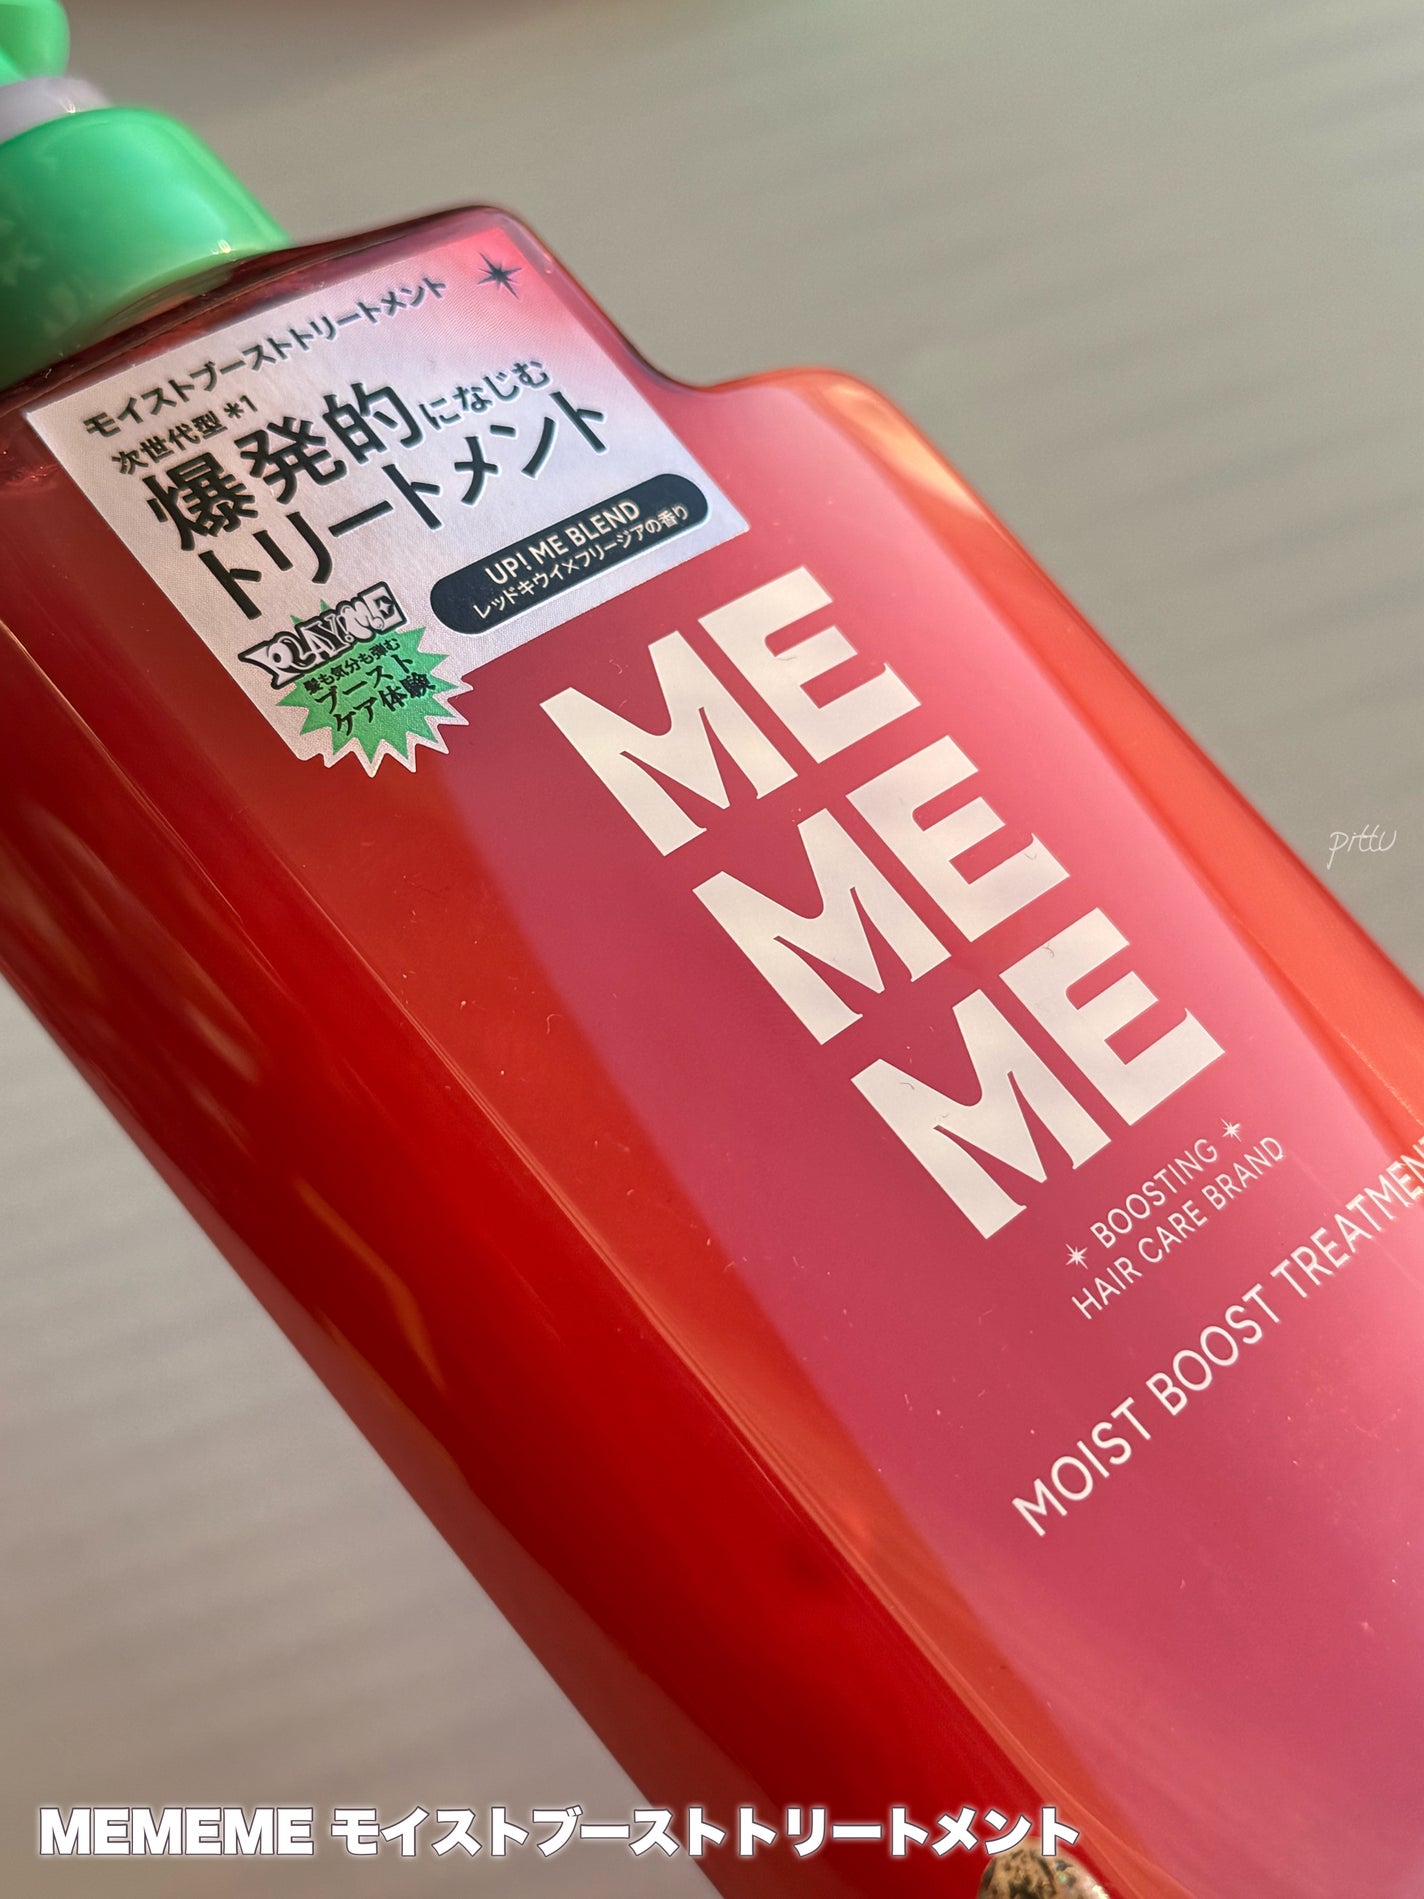 モイストブーストトリートメント
次世代型*1
爆発的になじむ
トリートメント
UP! ME BLEND
レッドキウイ×フリージアの香り
PLAY.ME
髪も気分も弾む
ブースト
ケア体験
ME
ME
ME
BOOSTING
HAIR CARE BRAND
MOIST BOOST TREATMENT
pittu
MEMEME モイストブーストトリートメント